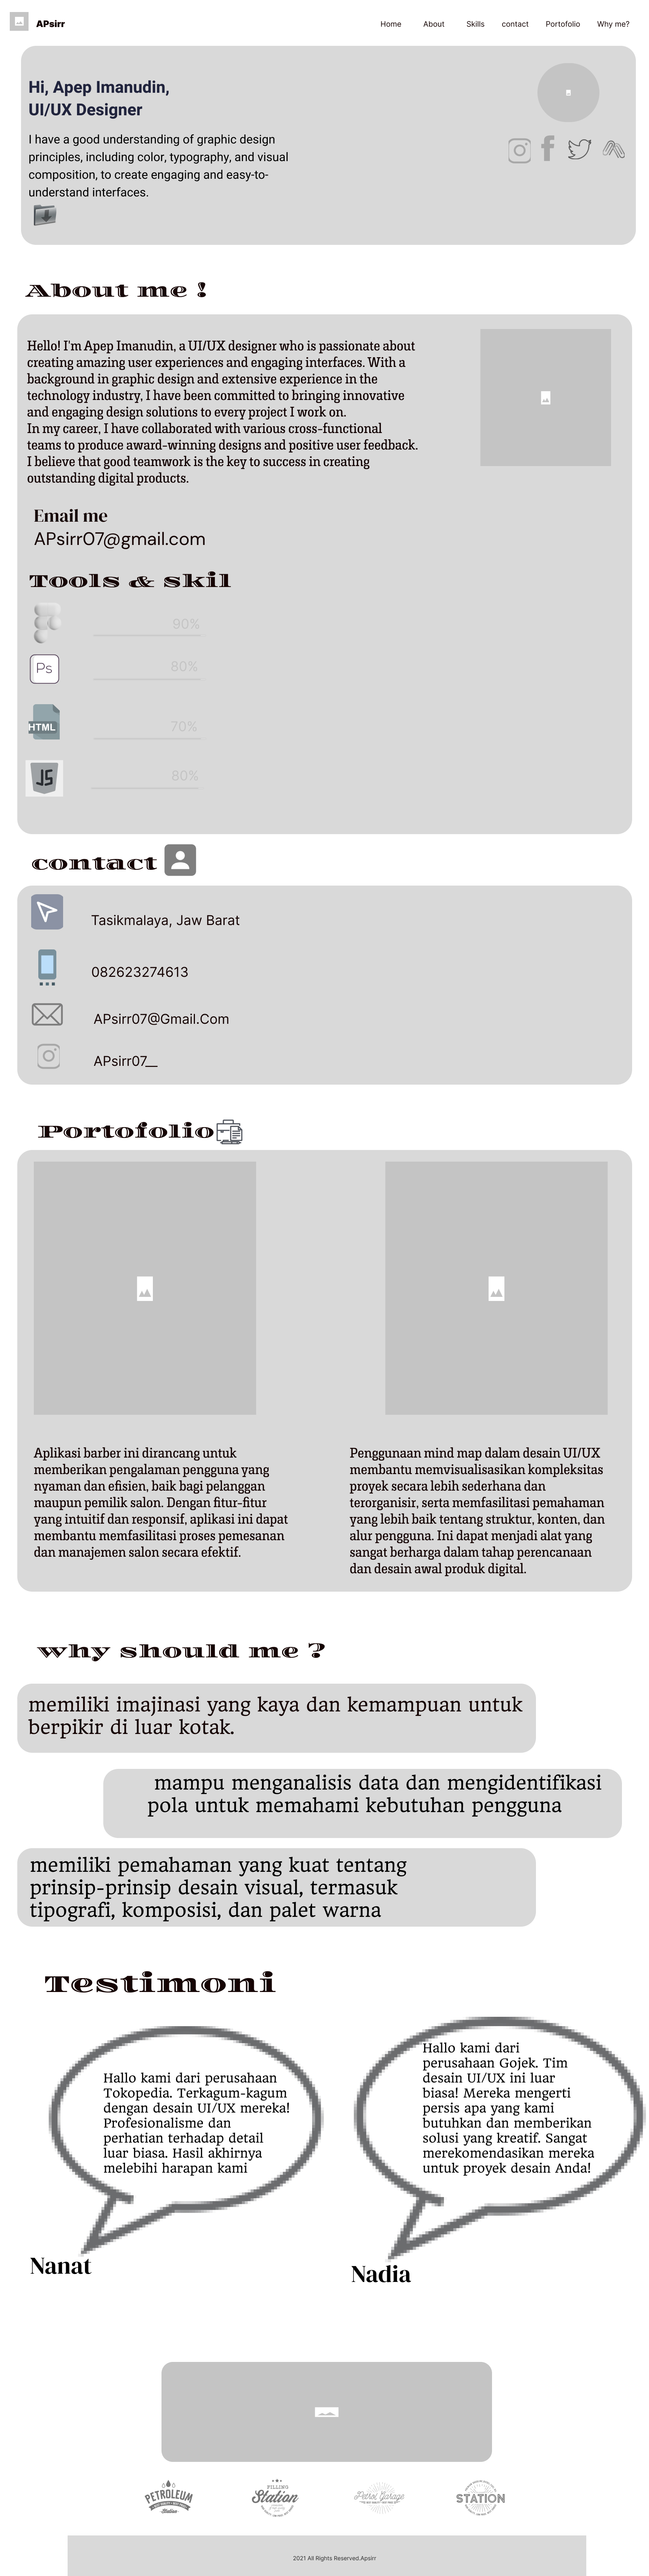 APsirr
Home About Skills contact Portofolio Why me?
Hi, Apep Imanudin,
UI/UX Designer
I have a good understanding of graphic design
principles, including color, typography, and visual
composition, to create engaging and easy-to-
understand interfaces.
About me !
Hello! I'm Apep Imanudin, a UI/UX designer who is passionate about
creating amazing user experiences and engaging interfaces. With a
background in graphic design and extensive experience in the
technology industry, I have been committed to bringing innovative
and engaging design solutions to every project I work on.
In my career, I have collaborated with various cross-functional
teams to produce award-winning designs and positive user feedback.
I believe that good teamwork is the key to success in creating
outstanding digital products.
Email me
APsirr07@gmail.com
Tools & skil
90%
Ps
80%
HTML
70%
JS
80%
contact
Tasikmalaya, Jaw Barat
082623274613
APsirr07@Gmail.Com
APsirr07__
Portofolio
Aplikasi barber ini dirancang untuk
memberikan pengalaman pengguna yang
nyaman dan efisien, baik bagi pelanggan
maupun pemilik salon. Dengan fitur-fitur
yang intuitif dan responsif, aplikasi ini dapat
membantu memfasilitasi proses pemesanan
dan manajemen salon secara efektif.
Penggunaan mind map dalam desain UI/UX
membantu memvisualisasikan kompleksitas
proyek secara lebih sederhana dan
terorganisir, serta memfasilitasi pemahaman
yang lebih baik tentang struktur, konten, dan
alur pengguna. Ini dapat menjadi alat yang
sangat berharga dalam tahap perencanaan
dan desain awal produk digital.
why should me ?
memiliki imajinasi yang kaya dan kemampuan untuk
berpikir di luar kotak.
mampu menganalisis data dan mengidentifikasi
pola untuk memahami kebutuhan pengguna
memiliki pemahaman yang kuat tentang
prinsip-prinsip desain visual, termasuk
tipografi, komposisi, dan palet warna
Testimoni
Hallo kami dari perusahaan
Tokopedia. Terkagum-kagum
dengan desain UI/UX mereka!
Profesionalisme dan
perhatian terhadap detail
luar biasa. Hasil akhirnya
melebihi harapan kami
Nanat
Hallo kami dari
perusahaan Gojek. Tim
desain UI/UX ini luar
biasa! Mereka mengerti
persis apa yang kami
butuhkan dan memberikan
solusi yang kreatif. Sangat
merekomendasikan mereka
untuk proyek desain Anda!
Nadia
PETROLEUM
Station
FILLING
Station
Petrol Garage
STATION
2021 All Rights Reserved.Apsirr